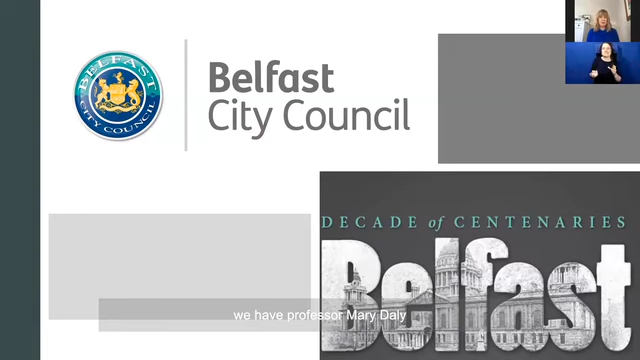 BELFAST
CITY COUNCIL
Belfast
City Council
DECADE of CENTENARIES
Belfast
we have professor Mary Daly